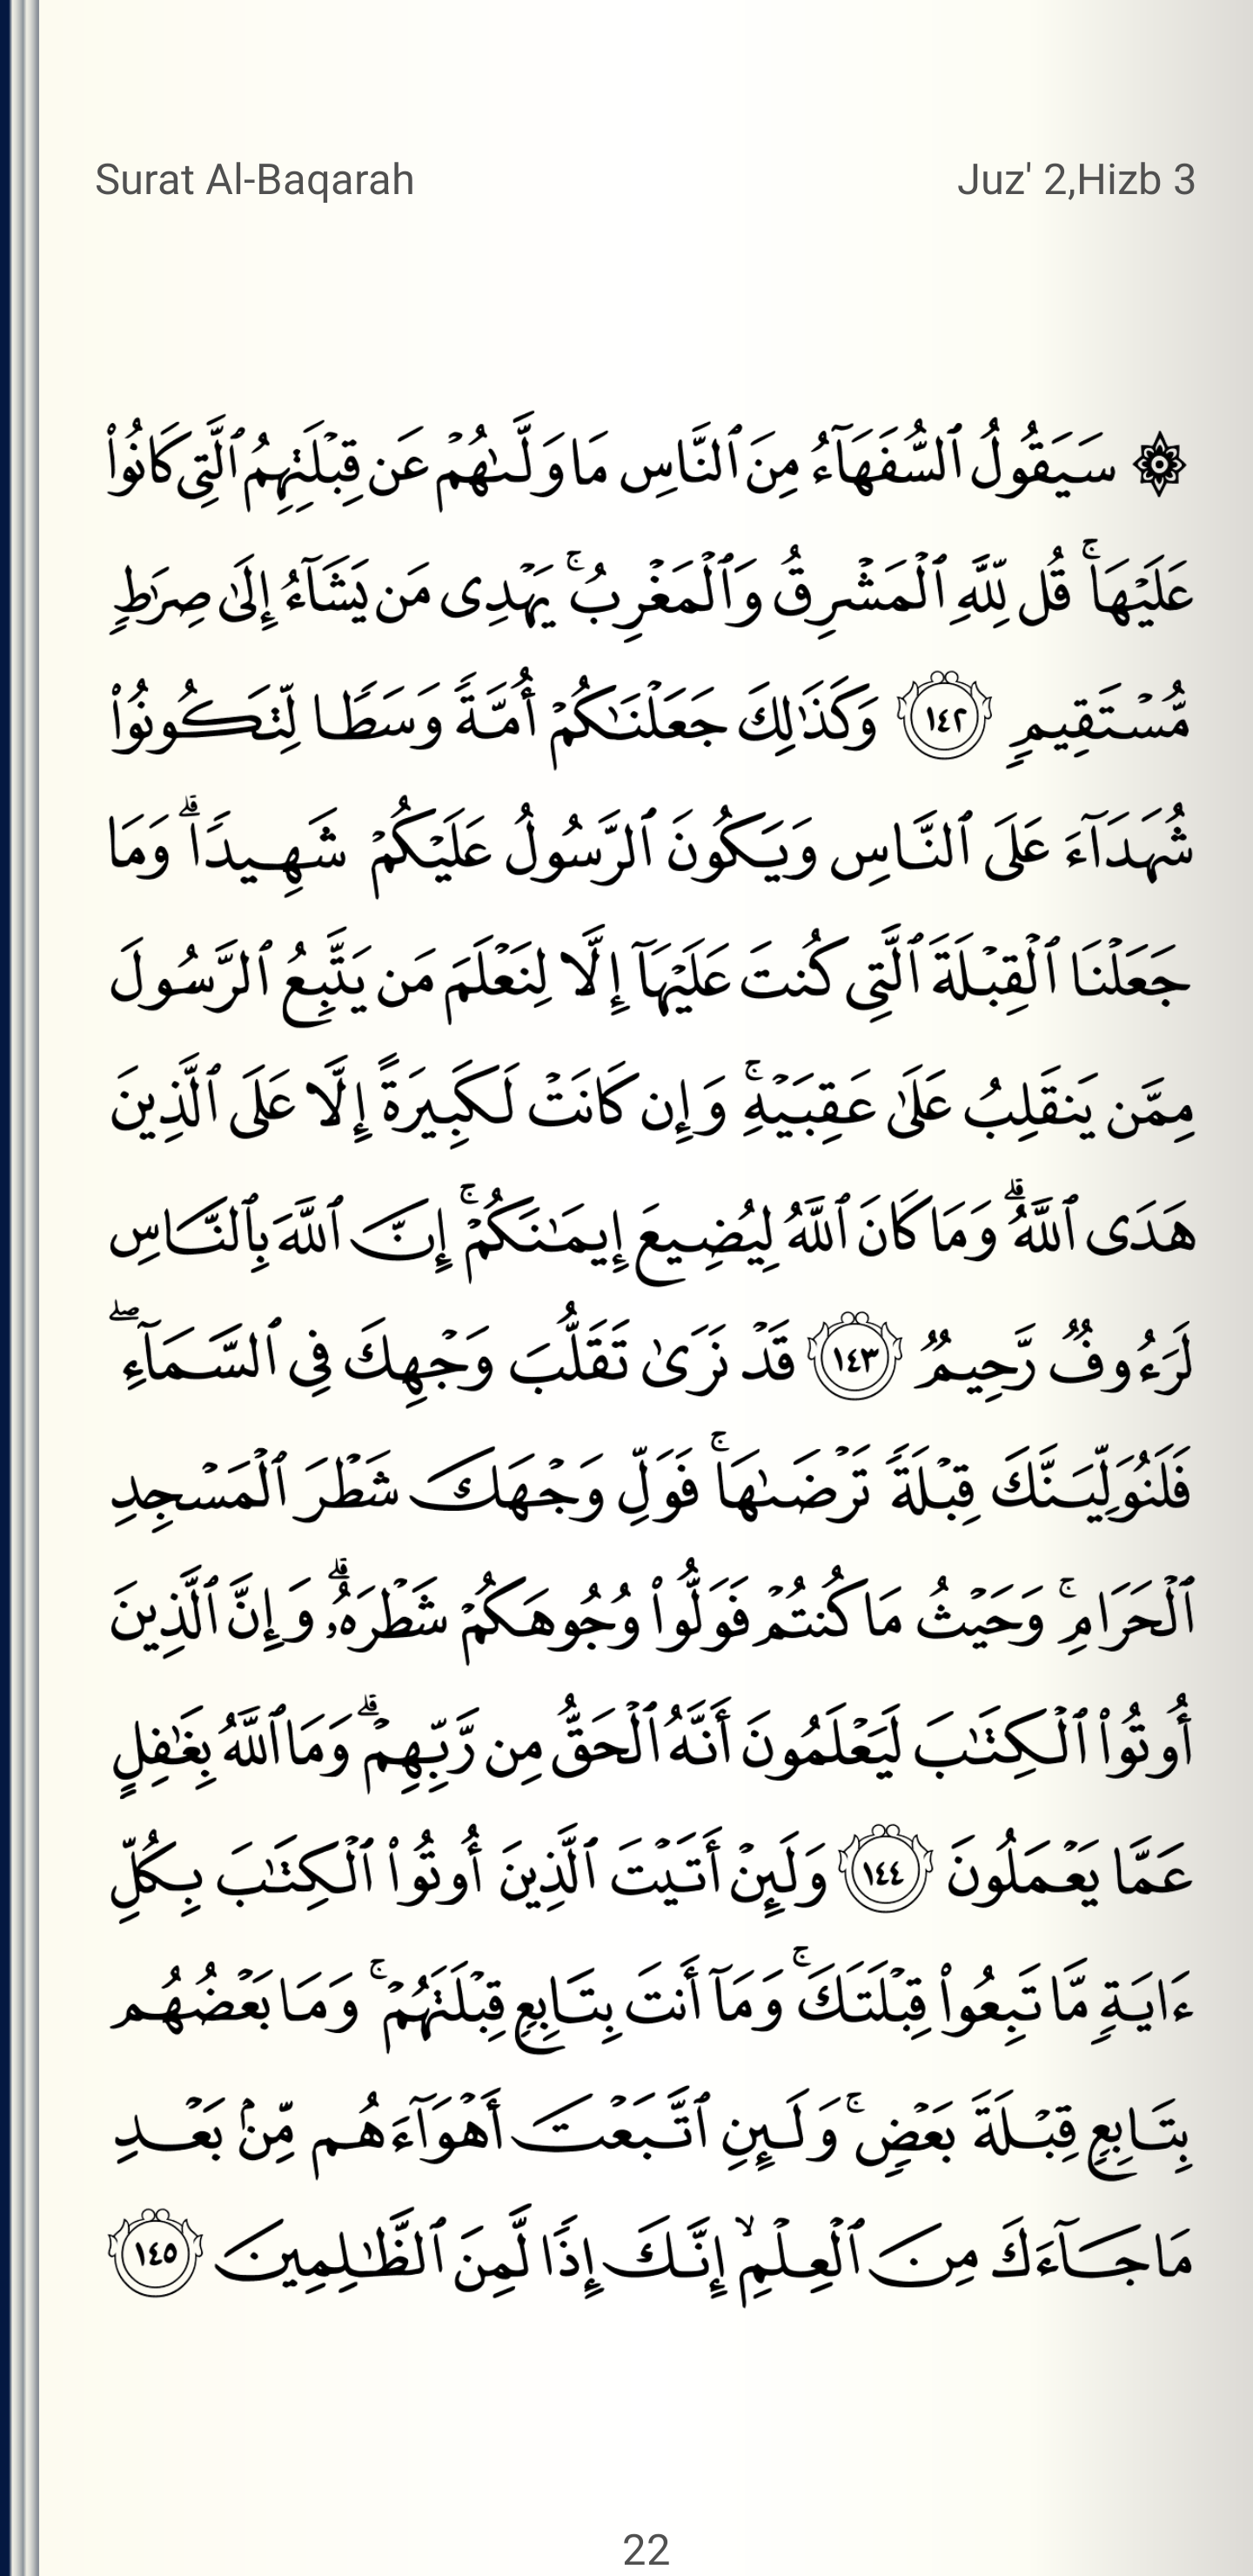 Surat Al-Baqarah
Juz' 2,Hizb 3
۞ سَيَقُولُ ٱلسُّفَهَآءُ مِنَ ٱلنَّاسِ مَا وَلَّىٰهُمْ عَن قِبْلَتِهِمُ ٱلَّتِى كَانُوا۟
عَلَيْهَا ۚ قُل لِّلَّهِ ٱلْمَشْرِقُ وَٱلْمَغْرِبُ ۚ يَهْدِى مَن يَشَآءُ إِلَىٰ صِرَٰطٍ
مُّسْتَقِيمٍ ١٤٢ وَكَذَٰلِكَ جَعَلْنَـٰكُمْ أُمَّةً وَسَطًا لِّتَكُونُوا۟
شُهَدَآءَ عَلَى ٱلنَّاسِ وَيَكُونَ ٱلرَّسُولُ عَلَيْكُمْ شَهِيدًا ۗ وَمَا
جَعَلْنَا ٱلْقِبْلَةَ ٱلَّتِى كُنتَ عَلَيْهَآ إِلَّا لِنَعْلَمَ مَن يَتَّبِعُ ٱلرَّسُولَ
مِمَّن يَنقَلِبُ عَلَىٰ عَقِبَيْهِ ۚ وَإِن كَانَتْ لَكَبِيرَةً إِلَّا عَلَى ٱلَّذِينَ
هَدَى ٱللَّهُ ۗ وَمَا كَانَ ٱللَّهُ لِيُضِيعَ إِيمَـٰنَكُمْ ۚ إِنَّ ٱللَّهَ بِٱلنَّاسِ
لَرَءُوفٌ رَّحِيمٌ ١٤٣ قَدْ نَرَىٰ تَقَلُّبَ وَجْهِكَ فِى ٱلسَّمَآءِ ۖ
فَلَنُوَلِّيَنَّكَ قِبْلَةً تَرْضَىٰهَا ۚ فَوَلِّ وَجْهَكَ شَطْرَ ٱلْمَسْجِدِ
ٱلْحَرَامِ ۚ وَحَيْثُ مَا كُنتُمْ فَوَلُّوا۟ وُجُوهَكُمْ شَطْرَهُۥ ۗ وَإِنَّ ٱلَّذِينَ
أُوتُوا۟ ٱلْكِتَـٰبَ لَيَعْلَمُونَ أَنَّهُ ٱلْحَقُّ مِن رَّبِّهِمْ ۗ وَمَا ٱللَّهُ بِغَـٰفِلٍ
عَمَّا يَعْمَلُونَ ١٤٤ وَلَئِنْ أَتَيْتَ ٱلَّذِينَ أُوتُوا۟ ٱلْكِتَـٰبَ بِكُلِّ
ءَايَةٍ مَّا تَبِعُوا۟ قِبْلَتَكَ ۚ وَمَآ أَنتَ بِتَابِعٍ قِبْلَتَهُمْ ۚ وَمَا بَعْضُهُم
بِتَابِعٍ قِبْلَةَ بَعْضٍ ۚ وَلَئِنِ ٱتَّبَعْتَ أَهْوَآءَهُم مِّنۢ بَعْدِ
مَا جَآءَكَ مِنَ ٱلْعِلْمِ ۙ إِنَّكَ إِذًا لَّمِنَ ٱلظَّـٰلِمِينَ ١٤٥
22